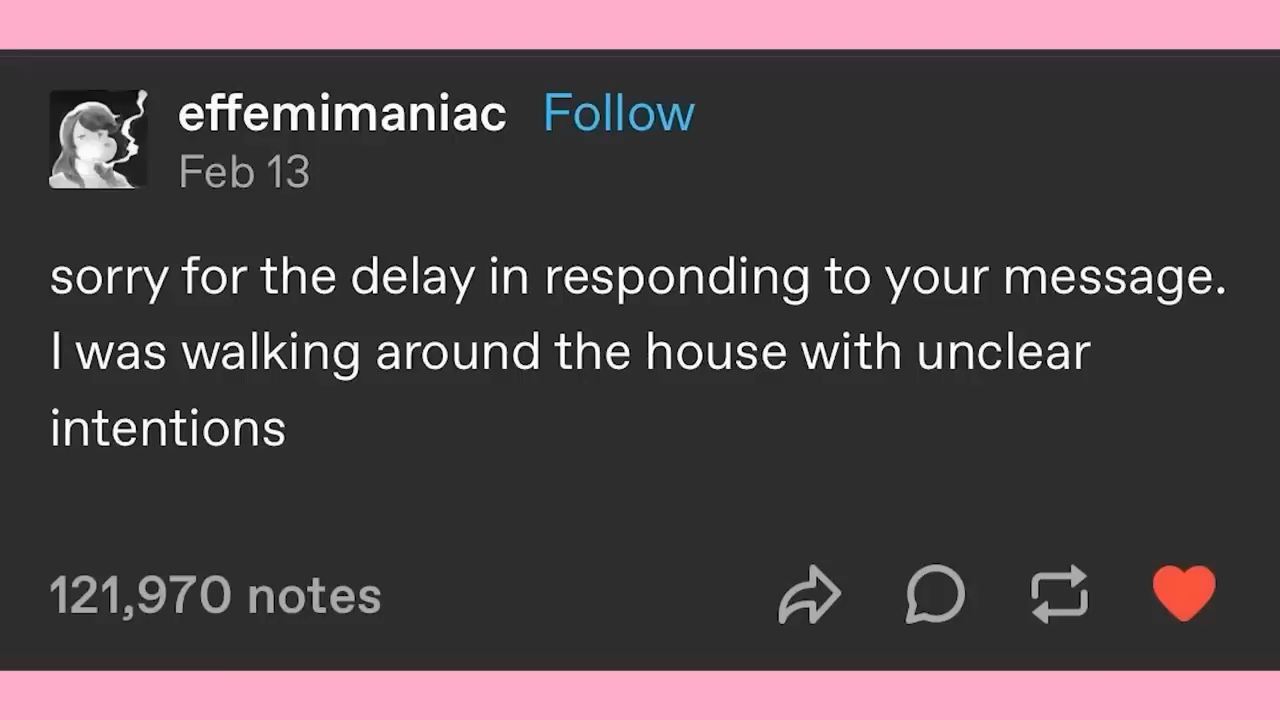 effemimaniac Follow
Feb 13
sorry for the delay in responding to your message.
I was walking around the house with unclear
intentions
121,970 notes